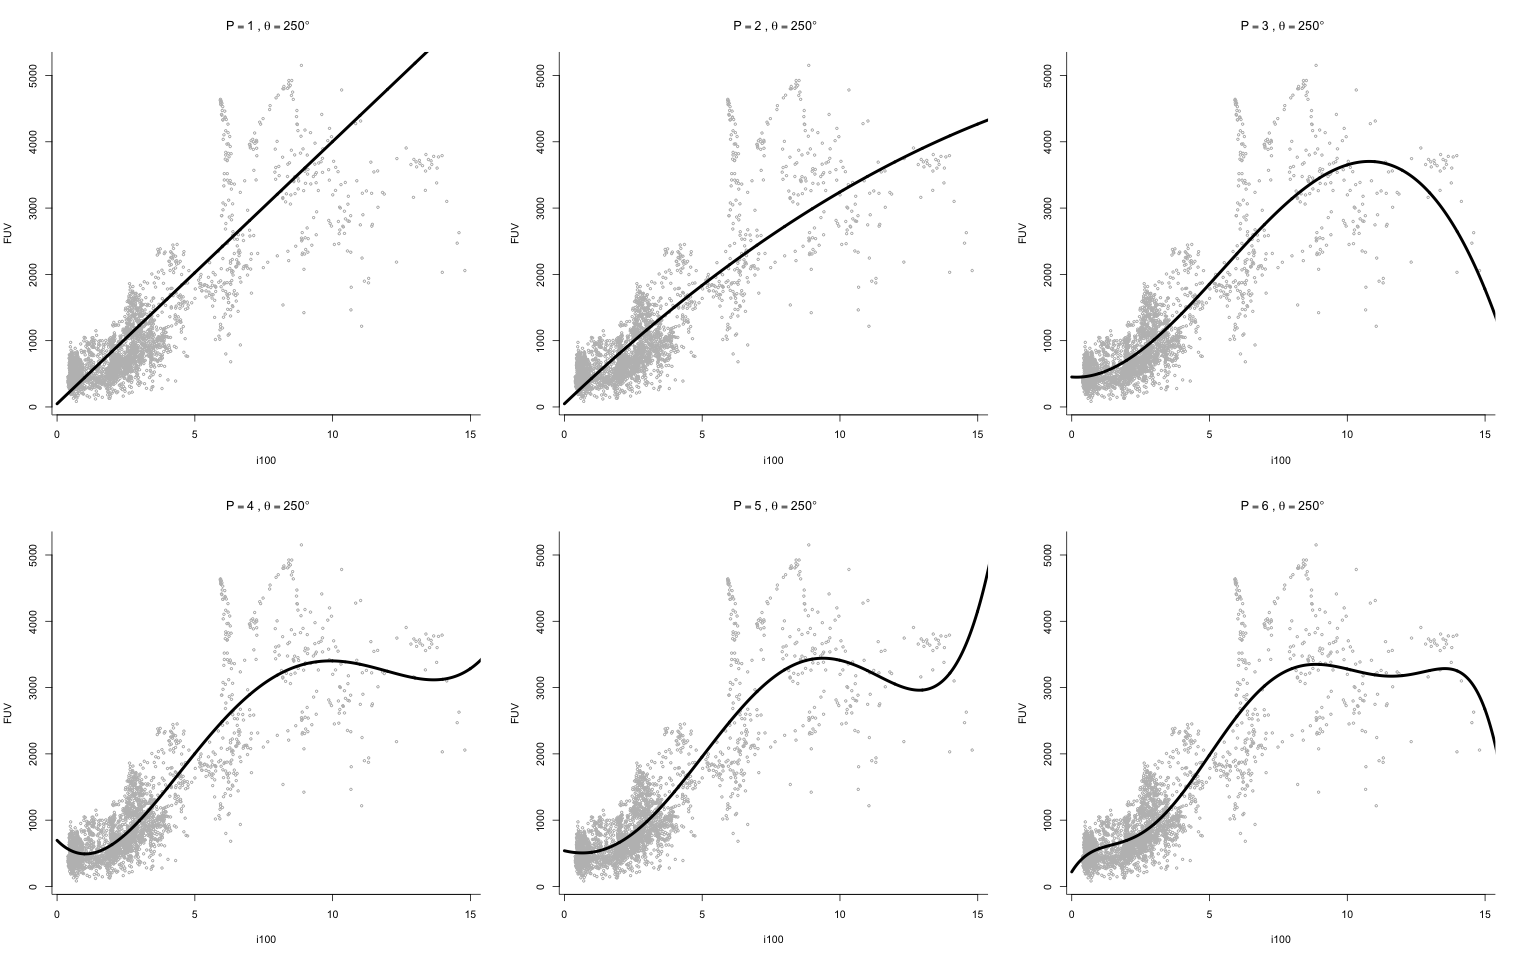 P = 1 , θ = 250°
P = 2 , θ = 250°
P = 3 , θ = 250°
FUV
0 1000 2000 3000 4000 5000
0 5 10 15
i100
FUV
0 1000 2000 3000 4000 5000
0 5 10 15
i100
FUV
0 1000 2000 3000 4000 5000
0 5 10 15
i100
P = 4 , θ = 250°
P = 5 , θ = 250°
P = 6 , θ = 250°
FUV
0 1000 2000 3000 4000 5000
0 5 10 15
i100
FUV
0 1000 2000 3000 4000 5000
0 5 10 15
i100
FUV
0 1000 2000 3000 4000 5000
0 5 10 15
i100